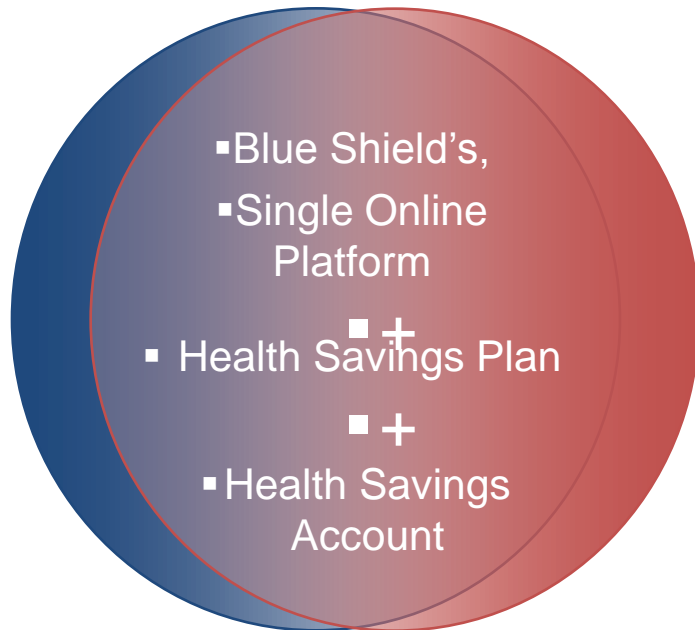 ▪Blue Shield’s,
▪Single Online
Platform
▪ +
▪ Health Savings Plan
▪ +
▪Health Savings
Account